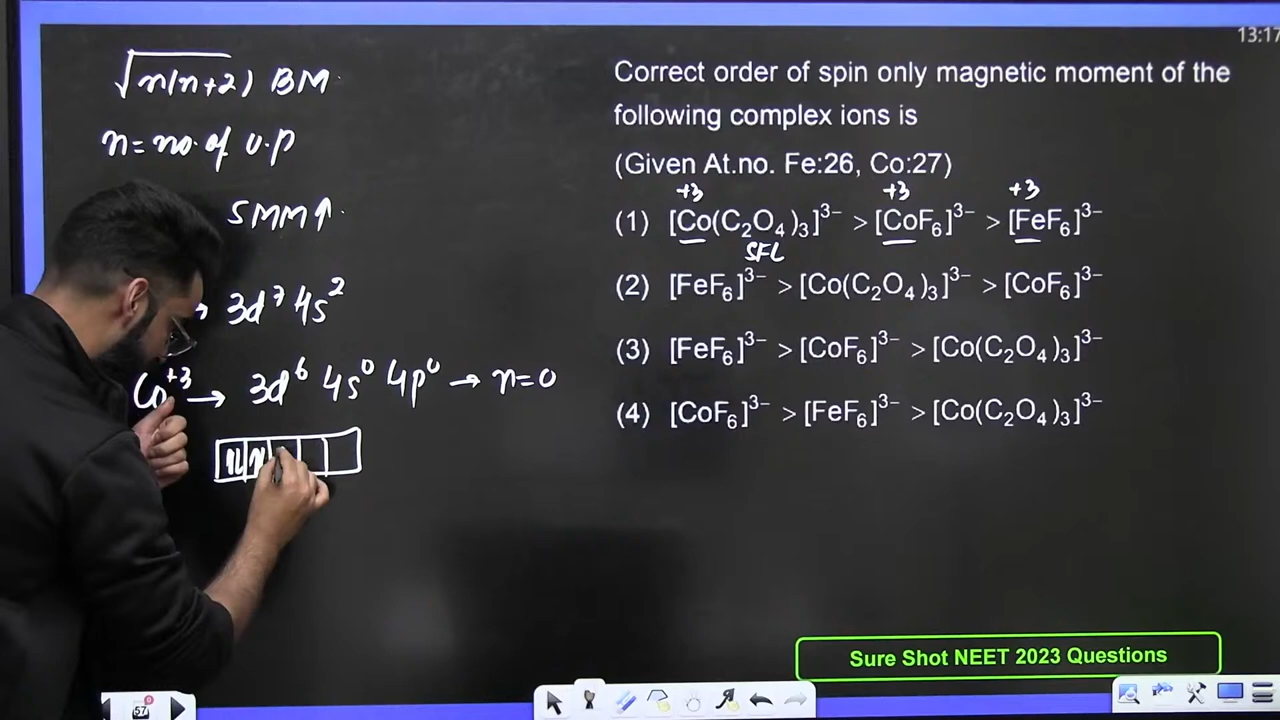 13:17
√n(n+2) BM
n = no. of u.p
SMM↑
→ 3d⁷ 4s²
Co⁺³ → 3d⁶ 4s⁰ 4p⁰ → n=0
Correct order of spin only magnetic moment of the
following complex ions is
(Given At.no. Fe:26, Co:27)
+3 +3 +3
(1) [Co(C₂O₄)₃]³⁻ > [CoF₆]³⁻ > [FeF₆]³⁻
SFL
(2) [FeF₆]³⁻ > [Co(C₂O₄)₃]³⁻ > [CoF₆]³⁻
(3) [FeF₆]³⁻ > [CoF₆]³⁻ > [Co(C₂O₄)₃]³⁻
(4) [CoF₆]³⁻ > [FeF₆]³⁻ > [Co(C₂O₄)₃]³⁻
Sure Shot NEET 2023 Questions
57